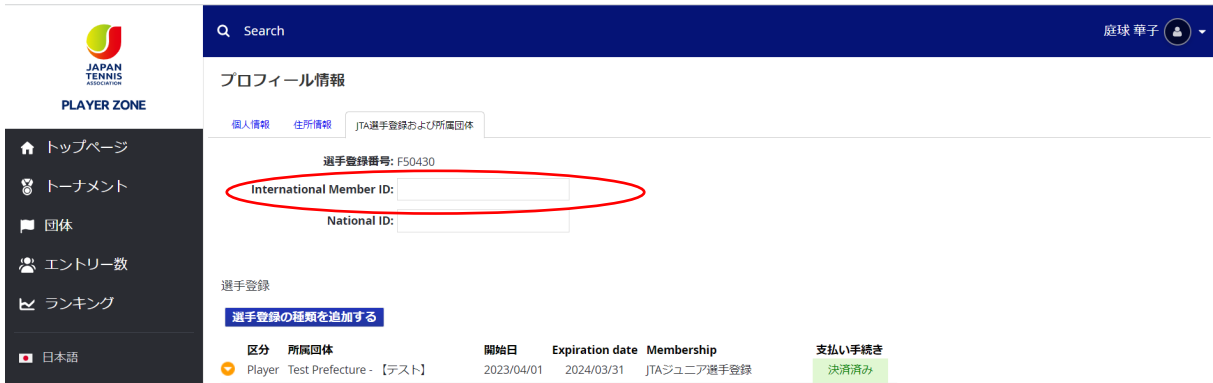 JAPAN
TENNIS
ASSOCIATION
PLAYER ZONE
トップページ
トーナメント
団体
エントリー数
ランキング
日本語
Search
庭球 華子
プロフィール情報
個人情報 住所情報 JTA選手登録および所属団体
選手登録番号: F50430
International Member ID:
National ID:
選手登録
選手登録の種類を追加する
区分 所属団体 開始日 Expiration date Membership 支払い手続き
Player Test Prefecture - 【テスト】 2023/04/01 2024/03/31 JTAジュニア選手登録 決済済み